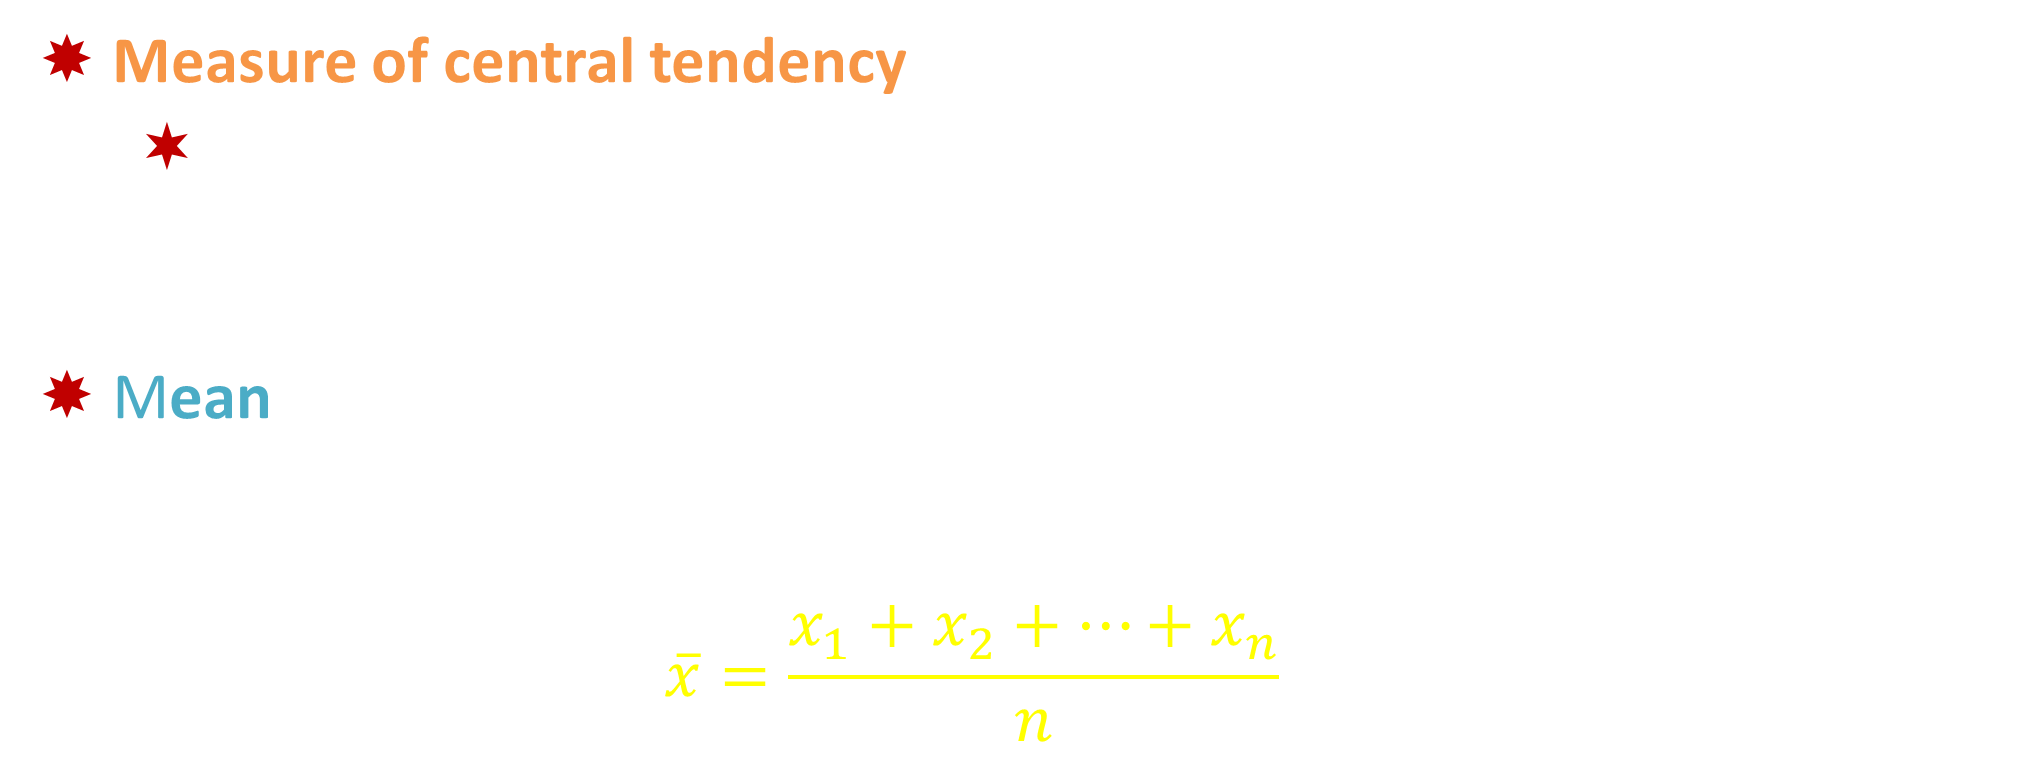 Measure of central tendency
Mean
x̄ = (x₁ + x₂ + ⋯ + xₙ) / n